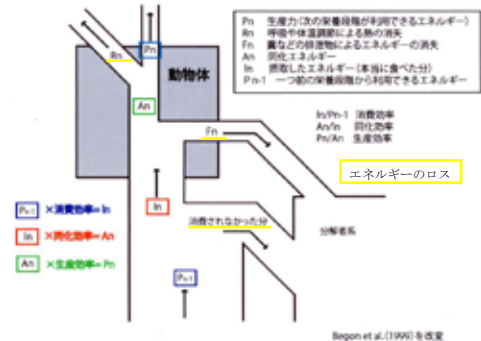 Pn 生産力(次の栄養段階が利用できるエネルギー)
Rn 呼吸や体温調節による熱の消失
Fn 糞などの排泄物によるエネルギーの消失
An 同化エネルギー
In 摂取したエネルギー(本当に食べた分)
Pn-1 一つ前の栄養段階から利用できるエネルギー
In/Pn-1 消費効率
An/In 同化効率
Pn/An 生産効率
Rn
Pn
動物体
An
Fn
エネルギーのロス
In
消費されなかった分
分解者系
Pn-1 ×消費効率=In
In ×同化効率=An
An ×生産効率=Pn
Pn-1
Begon et al.(1999)を改変